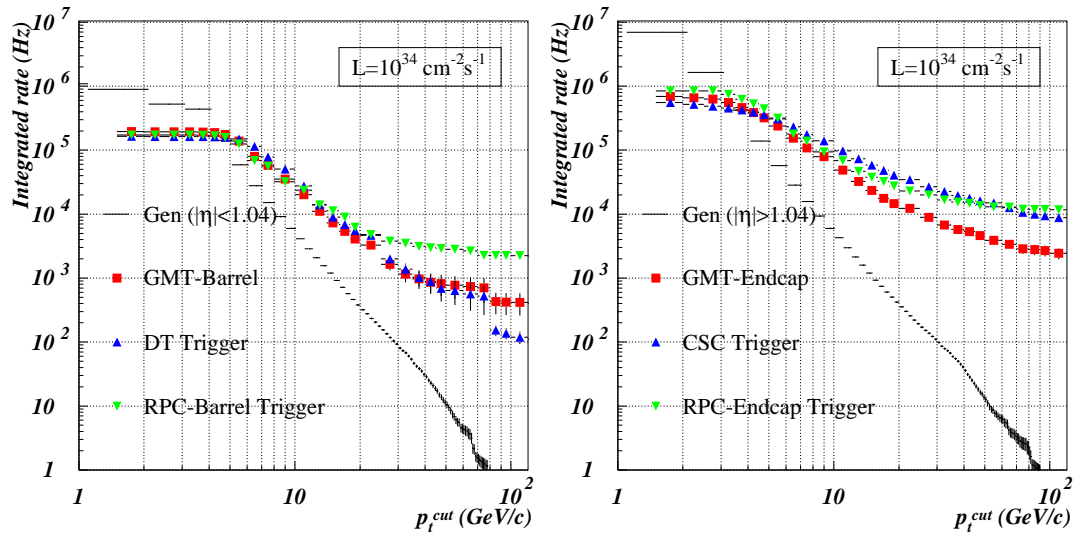 Integrated rate (Hz)
10^7
10^6
10^5
10^4
10^3
10^2
10
1
L=10^34 cm^-2s^-1
Gen (|η|<1.04)
GMT-Barrel
DT Trigger
RPC-Barrel Trigger
1 10 10^2
p_t^cut (GeV/c)
Integrated rate (Hz)
10^7
10^6
10^5
10^4
10^3
10^2
10
1
L=10^34 cm^-2s^-1
Gen (|η|>1.04)
GMT-Endcap
CSC Trigger
RPC-Endcap Trigger
1 10 10^2
p_t^cut (GeV/c)